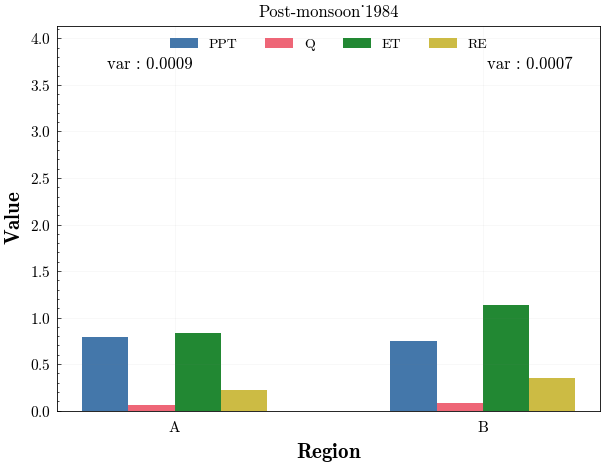 Post-monsoon˙1984
PPT Q ET RE
var : 0.0009 var : 0.0007
4.0
3.5
3.0
2.5
2.0
1.5
1.0
0.5
0.0
Value
A B
Region